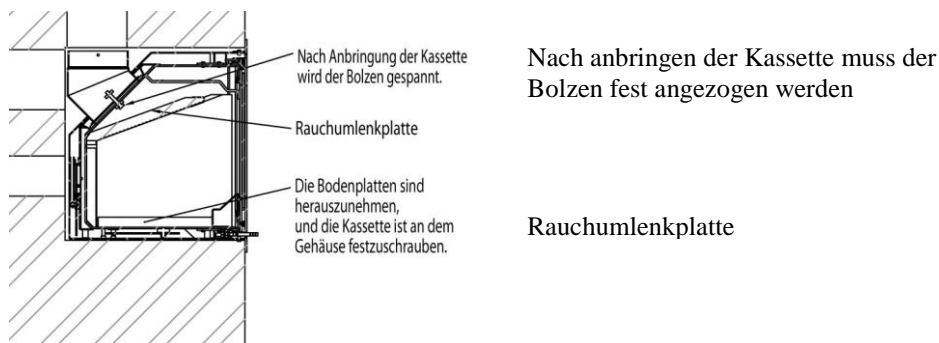 Nach Anbringung der Kassette
wird der Bolzen gespannt.
Rauchumlenkplatte
Die Bodenplatten sind
herauszunehmen,
und die Kassette ist an dem
Gehäuse festzuschrauben.
Nach anbringen der Kassette muss der
Bolzen fest angezogen werden
Rauchumlenkplatte